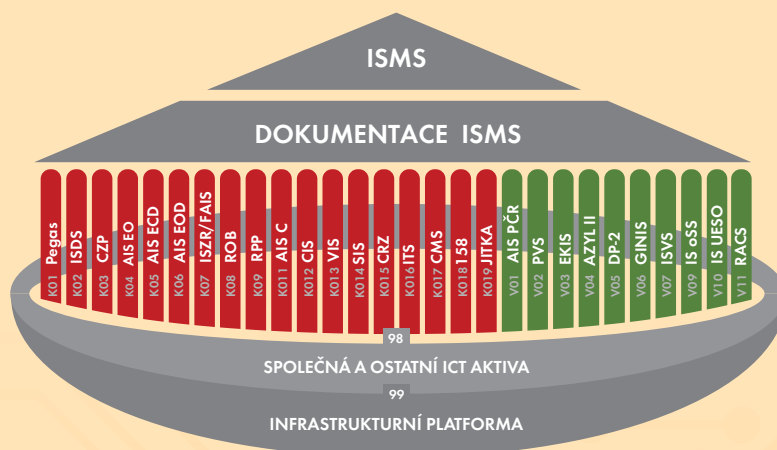 ISMS
DOKUMENTACE ISMS
K01 Pegas
K02 ISDS
K03 CZP
K04 AIS EO
K05 AIS CD
K06 AIS EOD
K07 ISZR/FAIS
K08 ROB
K09 RPP
K011 AIS C
K012 CIS
K013 VIS
K014 SIS
K015 CRZ
K016 ITS
K017 CMS
K018 158
K019 JITKA
V01 AIS PČR
V02 PVS
V03 EKIS
V04 AZYL II
V05 DP-2
V06 GINIS
V07 ISVS
V09 IS oSS
V10 IS UESO
V11 RACS
98
SPOLEČNÁ A OSTATNÍ ICT AKTIVA
99
INFRASTRUKTURNÍ PLATFORMA